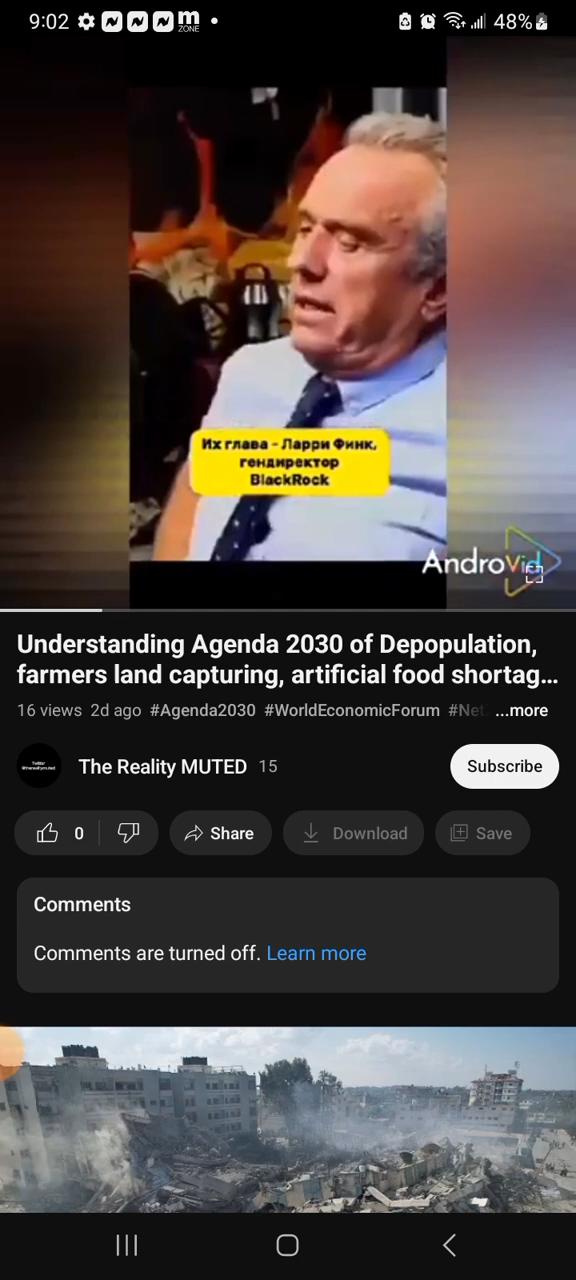 9:02
m
ZONE
48%
Их глава - Ларри Финк,
гендиректор
BlackRock
AndroVid
Understanding Agenda 2030 of Depopulation,
farmers land capturing, artificial food shortag...
16 views 2d ago #Agenda2030 #WorldEconomicForum #Net ...more
The Reality MUTED 15
Subscribe
0
Share
Download
Save
Comments
Comments are turned off. Learn more